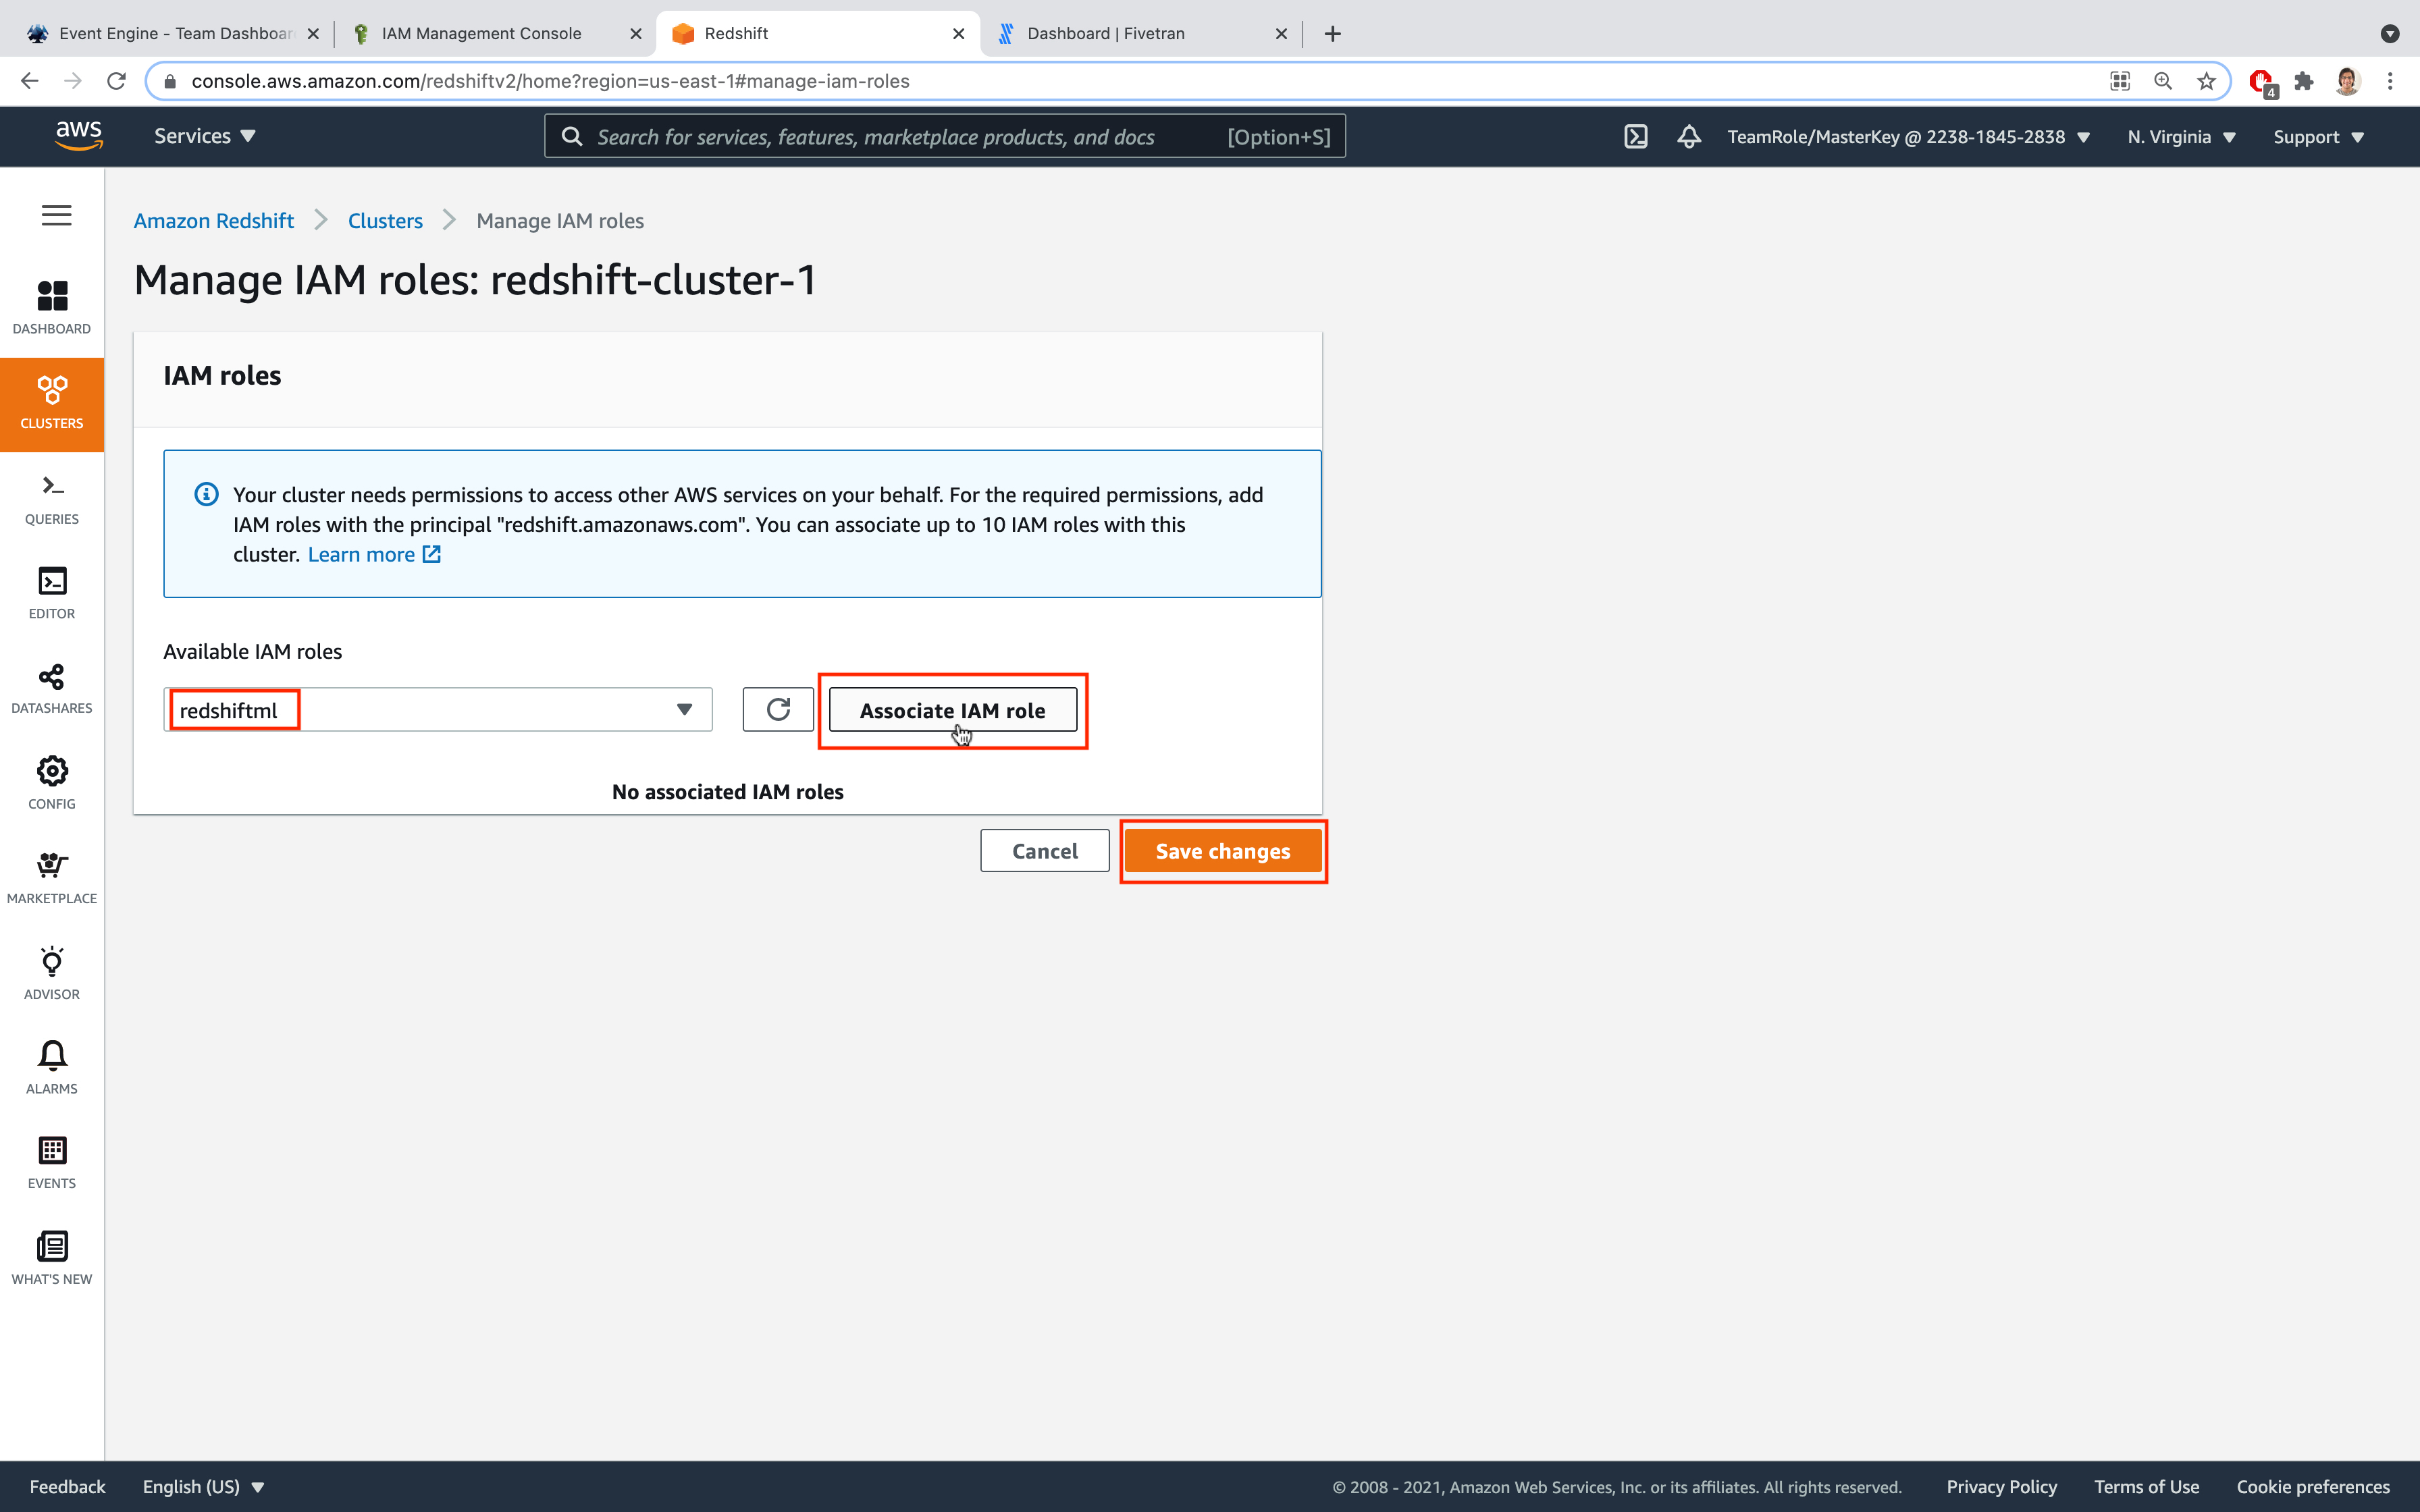 Event Engine - Team Dashboar
IAM Management Console
Redshift
Dashboard | Fivetran
console.aws.amazon.com/redshiftv2/home?region=us-east-1#manage-iam-roles
4
aws
Services
Search for services, features, marketplace products, and docs
[Option+S]
TeamRole/MasterKey @ 2238-1845-2838
N. Virginia
Support
Amazon Redshift
Clusters
Manage IAM roles
Manage IAM roles: redshift-cluster-1
DASHBOARD
CLUSTERS
QUERIES
EDITOR
DATASHARES
CONFIG
MARKETPLACE
ADVISOR
ALARMS
EVENTS
WHAT'S NEW
IAM roles
Your cluster needs permissions to access other AWS services on your behalf. For the required permissions, add
IAM roles with the principal "redshift.amazonaws.com". You can associate up to 10 IAM roles with this
cluster. Learn more
Available IAM roles
redshiftml
Associate IAM role
No associated IAM roles
Cancel
Save changes
Feedback
English (US)
© 2008 - 2021, Amazon Web Services, Inc. or its affiliates. All rights reserved.
Privacy Policy
Terms of Use
Cookie preferences